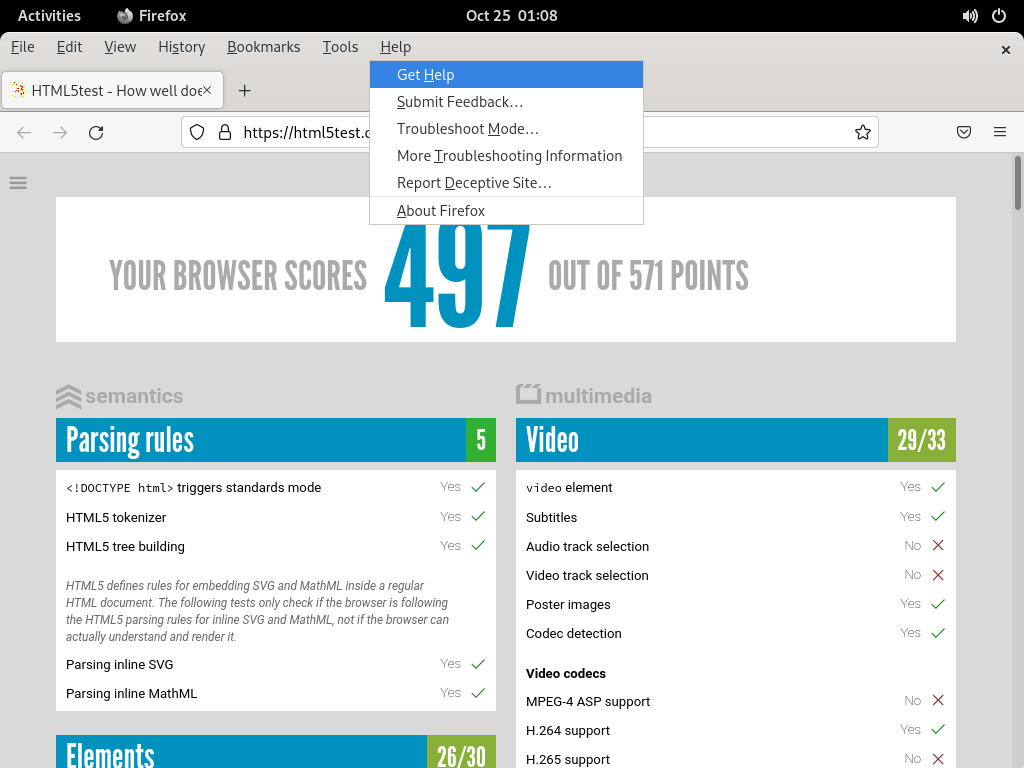 Activities Firefox Oct 25 01:08
File Edit View History Bookmarks Tools Help
HTML5test - How well doe
https://html5test.c
Get Help
Submit Feedback...
Troubleshoot Mode...
More Troubleshooting Information
Report Deceptive Site...
About Firefox
YOUR BROWSER SCORES 497 OUT OF 571 POINTS
semantics
Parsing rules 5
<!DOCTYPE html> triggers standards mode Yes
HTML5 tokenizer Yes
HTML5 tree building Yes
HTML5 defines rules for embedding SVG and MathML inside a regular
HTML document. The following tests only check if the browser is following
the HTML5 parsing rules for inline SVG and MathML, not if the browser can
actually understand and render it.
Parsing inline SVG Yes
Parsing inline MathML Yes
Elements 26/30
multimedia
Video 29/33
video element Yes
Subtitles Yes
Audio track selection No
Video track selection No
Poster images Yes
Codec detection Yes
Video codecs
MPEG-4 ASP support No
H.264 support Yes
H.265 support No